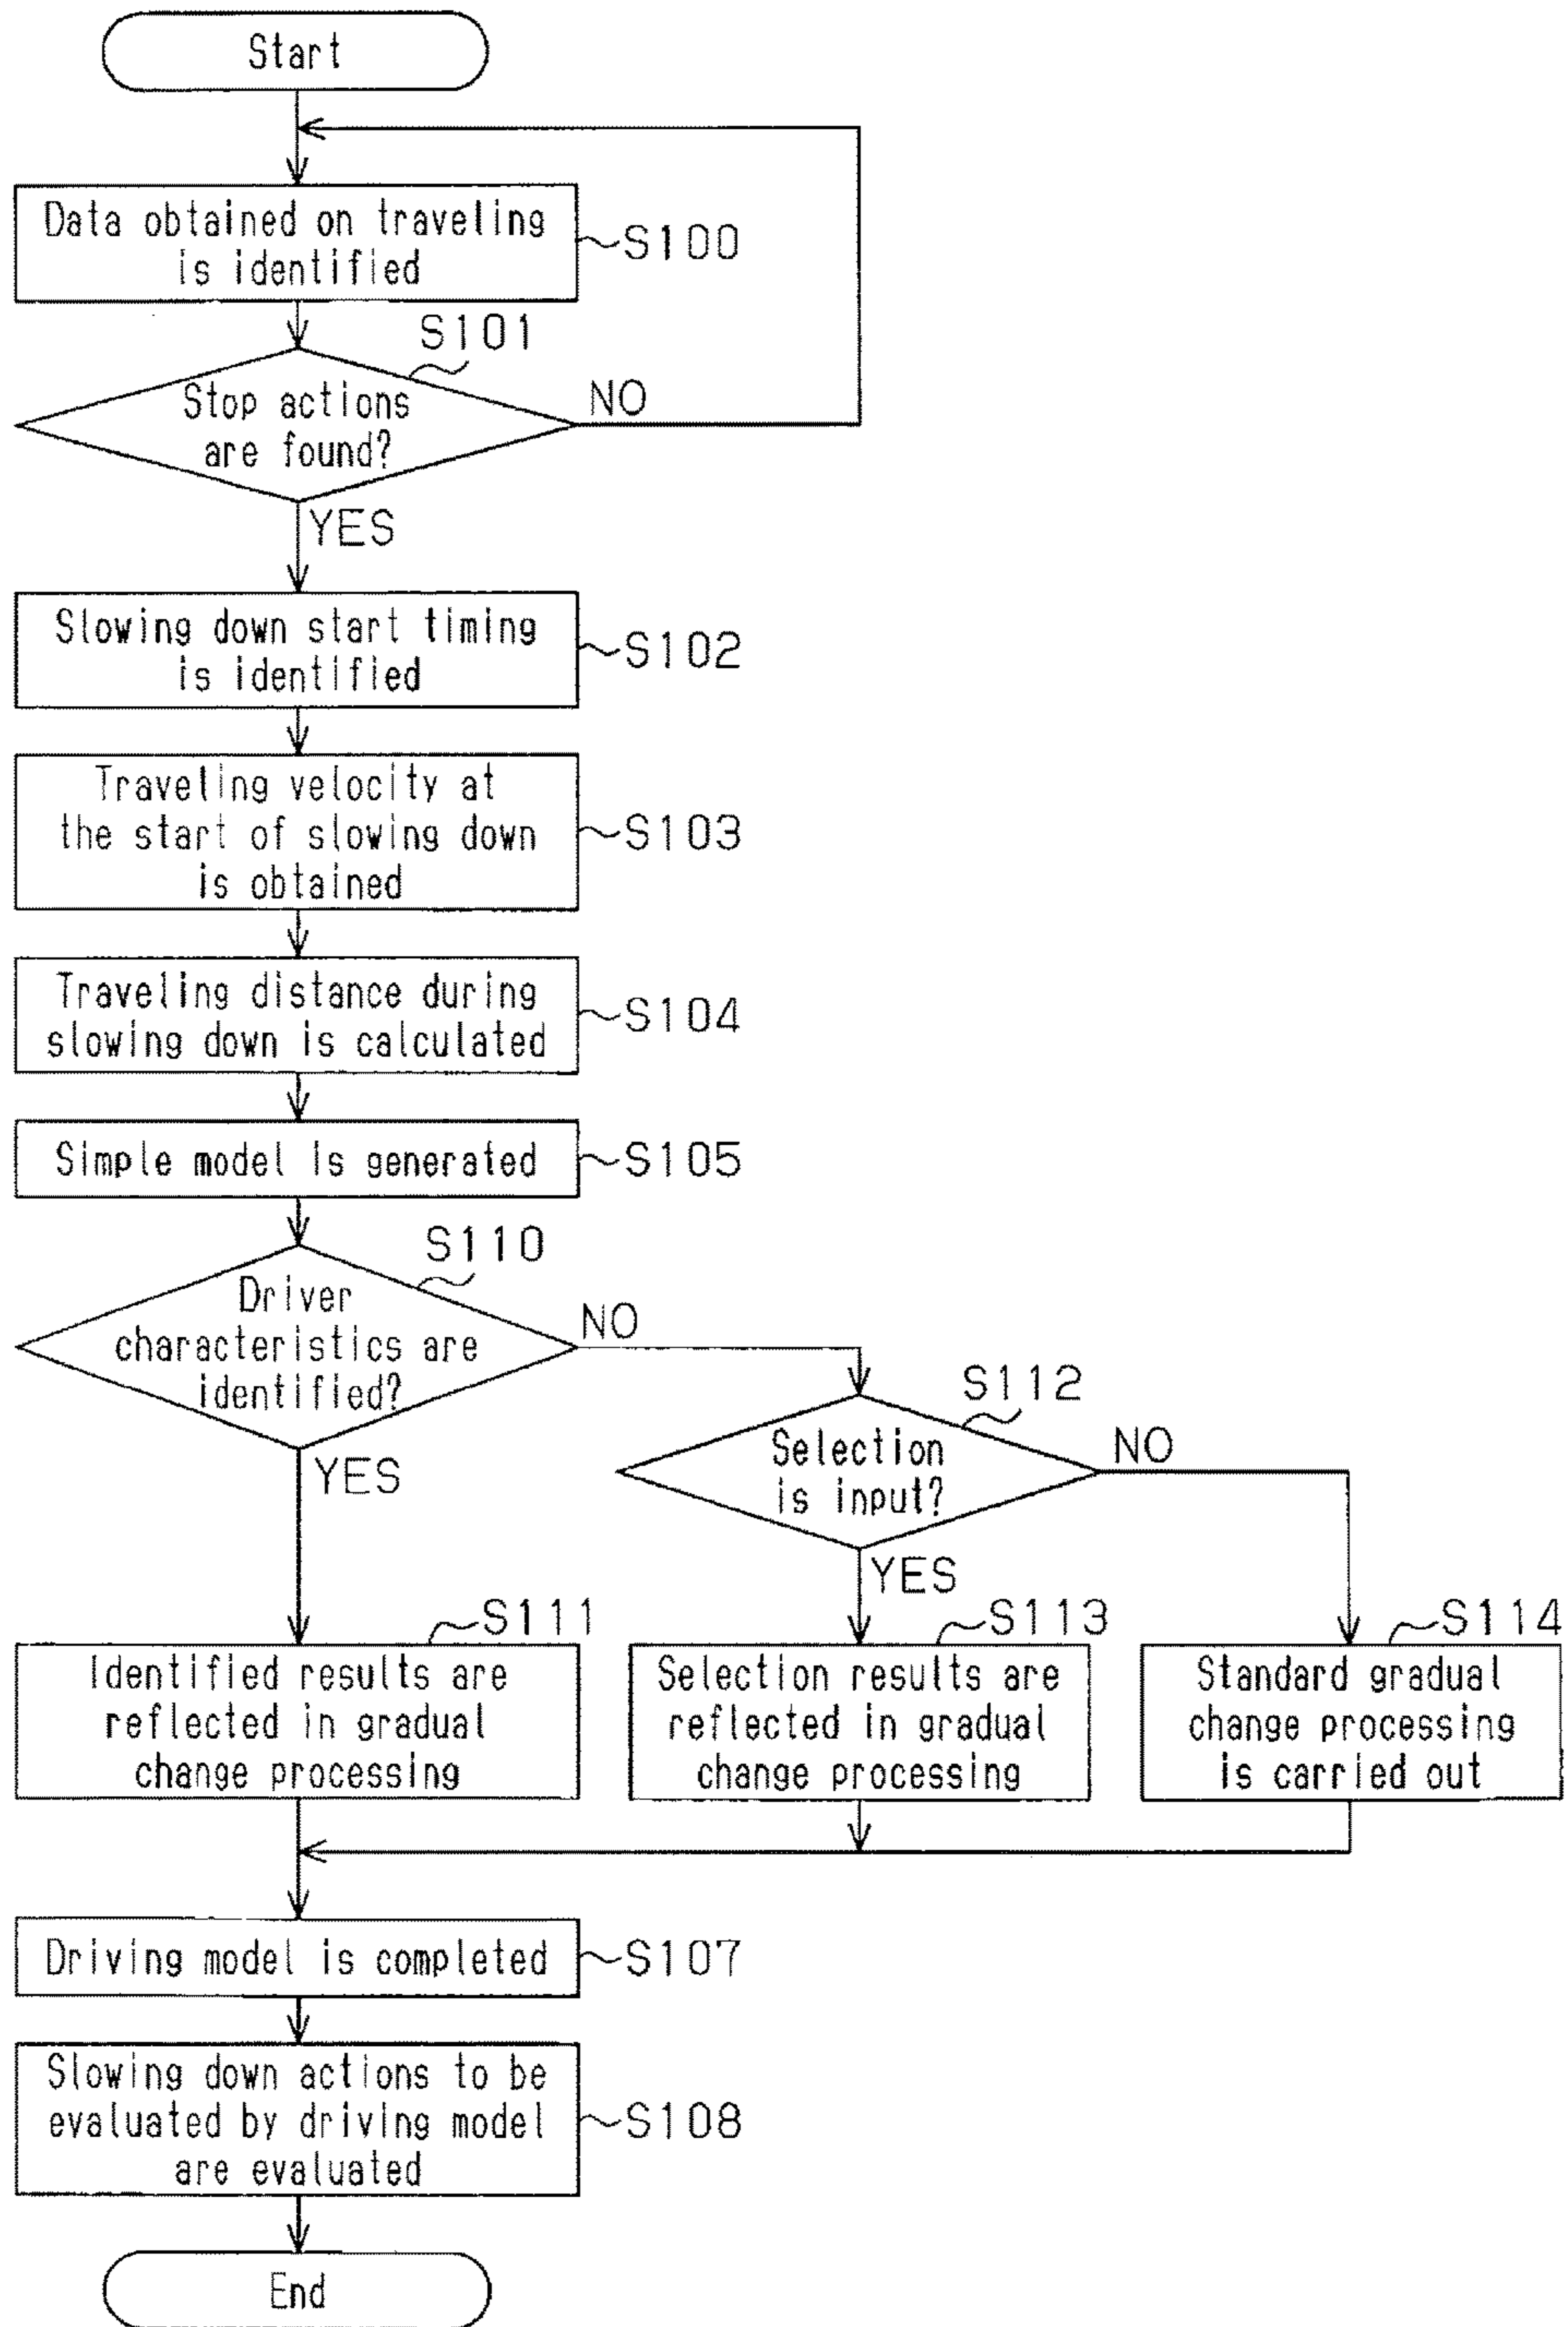 Start
Data obtained on traveling
is identified
S100
S101
Stop actions
are found?
NO
YES
Slowing down start timing
is identified
S102
Traveling velocity at
the start of slowing down
is obtained
S103
Traveling distance during
slowing down is calculated
S104
Simple model is generated
S105
S110
Driver
characteristics are
identified?
NO
YES
S112
Selection
is input?
NO
YES
S111
Identified results are
reflected in gradual
change processing
S113
Selection results are
reflected in gradual
change processing
S114
Standard gradual
change processing
is carried out
Driving model is completed
S107
Slowing down actions to be
evaluated by driving model
are evaluated
S108
End